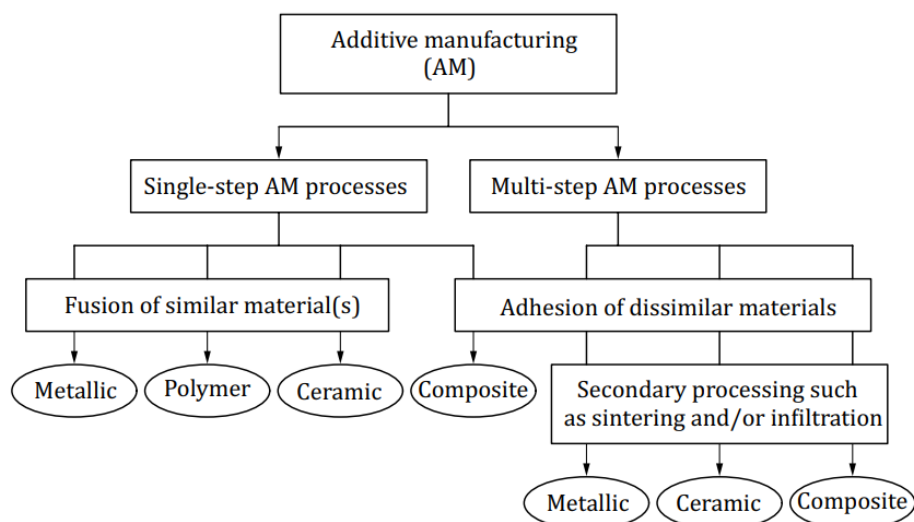 Additive manufacturing
(AM)
Single-step AM processes
Multi-step AM processes
Fusion of similar material(s)
Adhesion of dissimilar materials
Metallic
Polymer
Ceramic
Composite
Secondary processing such
as sintering and/or infiltration
Metallic
Ceramic
Composite